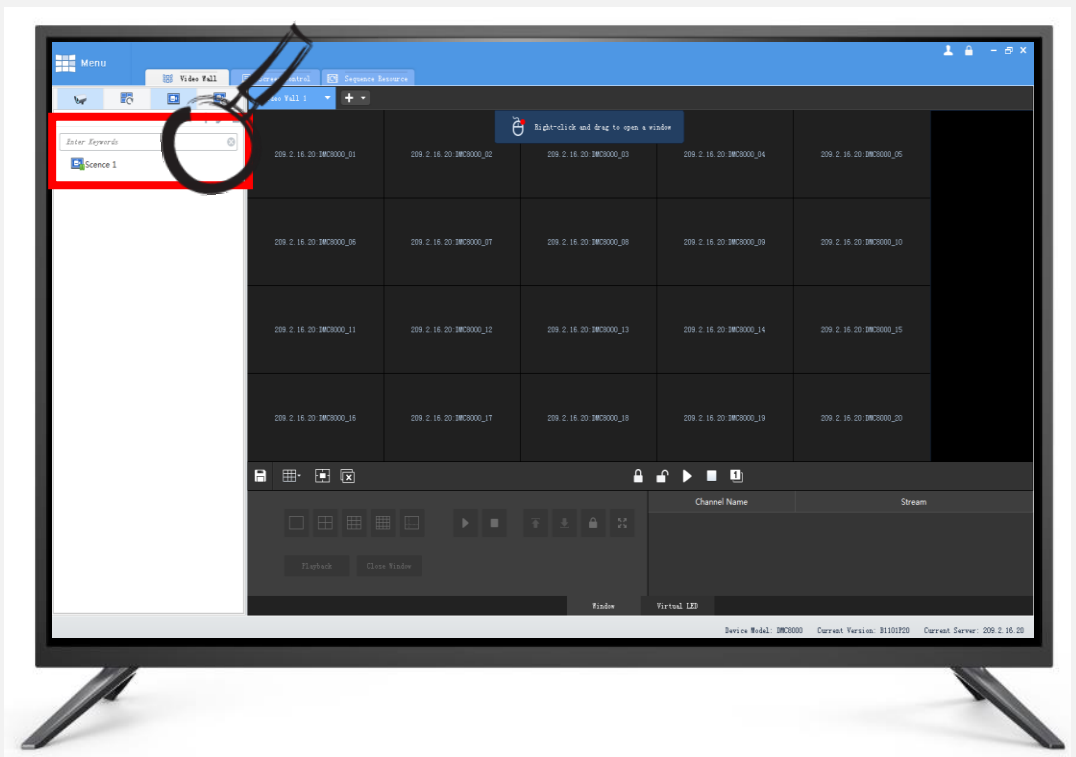 Menu
Video Wall
Sequence Resource
Right-click and drag to open a window
Enter Keywords
Scence 1
209.2.16.20:DMC8000_01 209.2.16.20:DMC8000_02 209.2.16.20:DMC8000_03 209.2.16.20:DMC8000_04 209.2.16.20:DMC8000_05
209.2.16.20:DMC8000_06 209.2.16.20:DMC8000_07 209.2.16.20:DMC8000_08 209.2.16.20:DMC8000_09 209.2.16.20:DMC8000_10
209.2.16.20:DMC8000_11 209.2.16.20:DMC8000_12 209.2.16.20:DMC8000_13 209.2.16.20:DMC8000_14 209.2.16.20:DMC8000_15
209.2.16.20:DMC8000_16 209.2.16.20:DMC8000_17 209.2.16.20:DMC8000_18 209.2.16.20:DMC8000_19 209.2.16.20:DMC8000_20
1
Channel Name Stream
Playback Close Window
Window Virtual LED
Device Model: DMC8000 Current Version: B1101P20 Current Server: 209.2.16.20